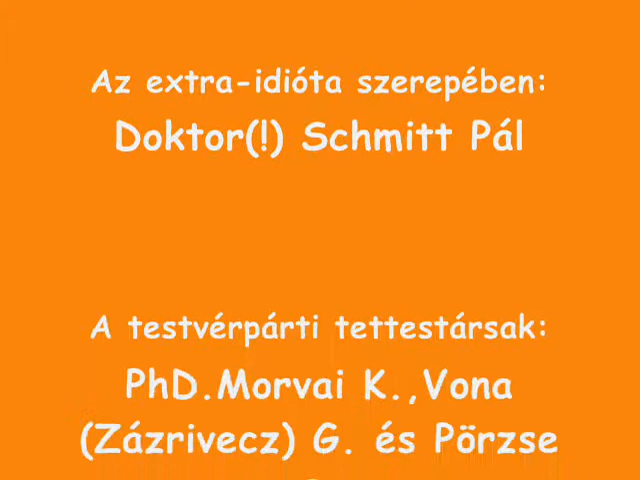 Az extra-idióta szerepében:
Doktor(!) Schmitt Pál
A testvérpárti tettestársak:
PhD.Morvai K.,Vona
(Zázrivecz) G. és Pörzse